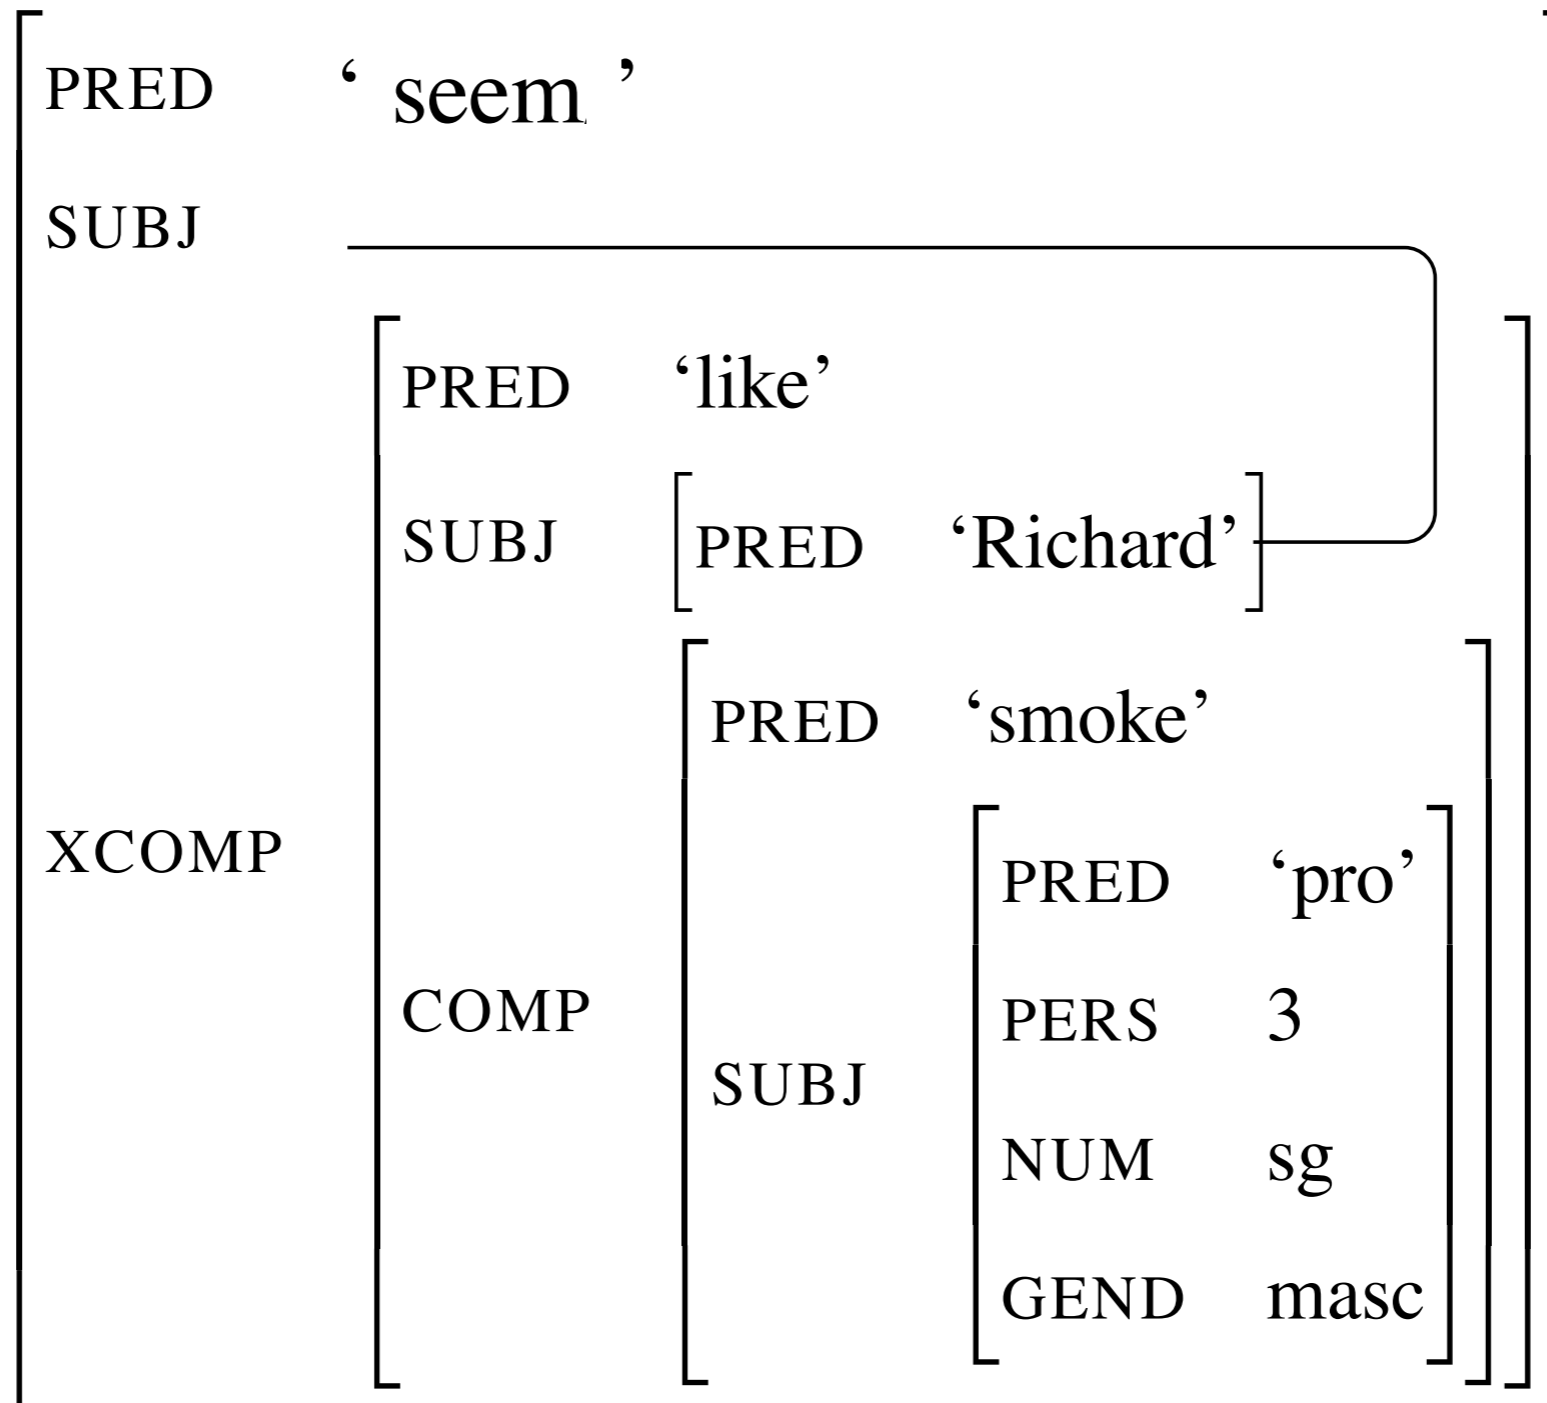 PRED ‘ seem ’
SUBJ
PRED ‘like’
SUBJ PRED ‘Richard’
PRED ‘smoke’
XCOMP
PRED ‘pro’
COMP
PERS 3
SUBJ
NUM sg
GEND masc